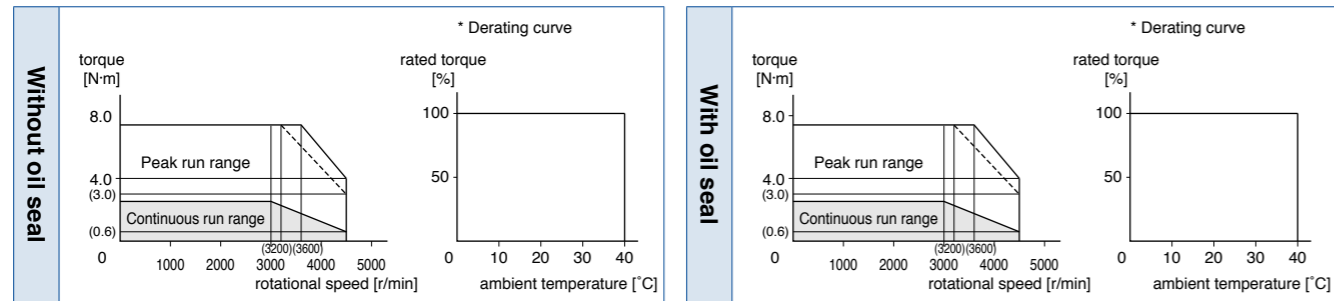 Without oil seal
* Derating curve
torque
[N·m]
8.0
4.0
(3.0)
(0.6)
0
Peak run range
Continuous run range
(3200)(3600)
1000 2000 3000 4000 5000
rotational speed [r/min]
rated torque
[%]
100
50
0 10 20 30 40
ambient temperature [˚C]
With oil seal
* Derating curve
torque
[N·m]
8.0
4.0
(3.0)
(0.6)
0
Peak run range
Continuous run range
(3200)(3600)
1000 2000 3000 4000 5000
rotational speed [r/min]
rated torque
[%]
100
50
0 10 20 30 40
ambient temperature [˚C]